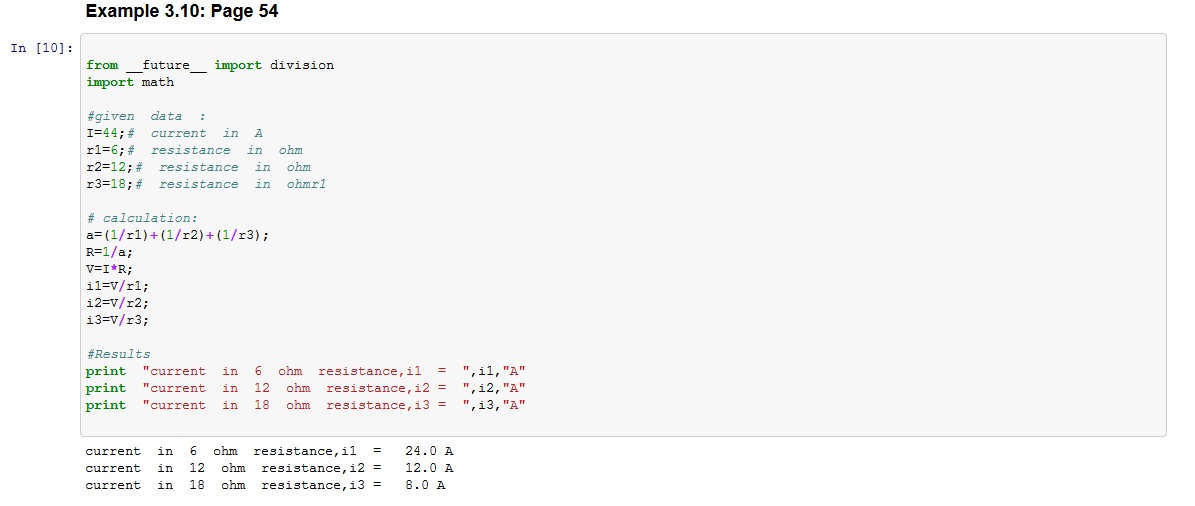 Example 3.10: Page 54
In [10]:
from __future__ import division
import math
#given data :
I=44;# current in A
r1=6;# resistance in ohm
r2=12;# resistance in ohm
r3=18;# resistance in ohmr1
# calculation:
a=(1/r1)+(1/r2)+(1/r3);
R=1/a;
V=I*R;
i1=V/r1;
i2=V/r2;
i3=V/r3;
#Results
print "current in 6 ohm resistance,i1 = ",i1,"A"
print "current in 12 ohm resistance,i2 = ",i2,"A"
print "current in 18 ohm resistance,i3 = ",i3,"A"
current in 6 ohm resistance,i1 = 24.0 A
current in 12 ohm resistance,i2 = 12.0 A
current in 18 ohm resistance,i3 = 8.0 A